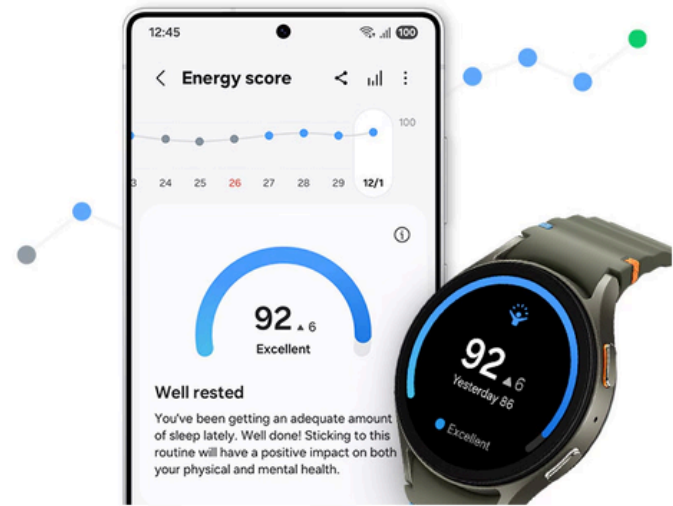 12:45
100
Energy score
100
3
24
25
26
27
28
29
12/1
92 ▲ 6
Excellent
Well rested
You've been getting an adequate amount
of sleep lately. Well done! Sticking to this
routine will have a positive impact on both
your physical and mental health.
92 ▲ 6
Yesterday 86
Excellent